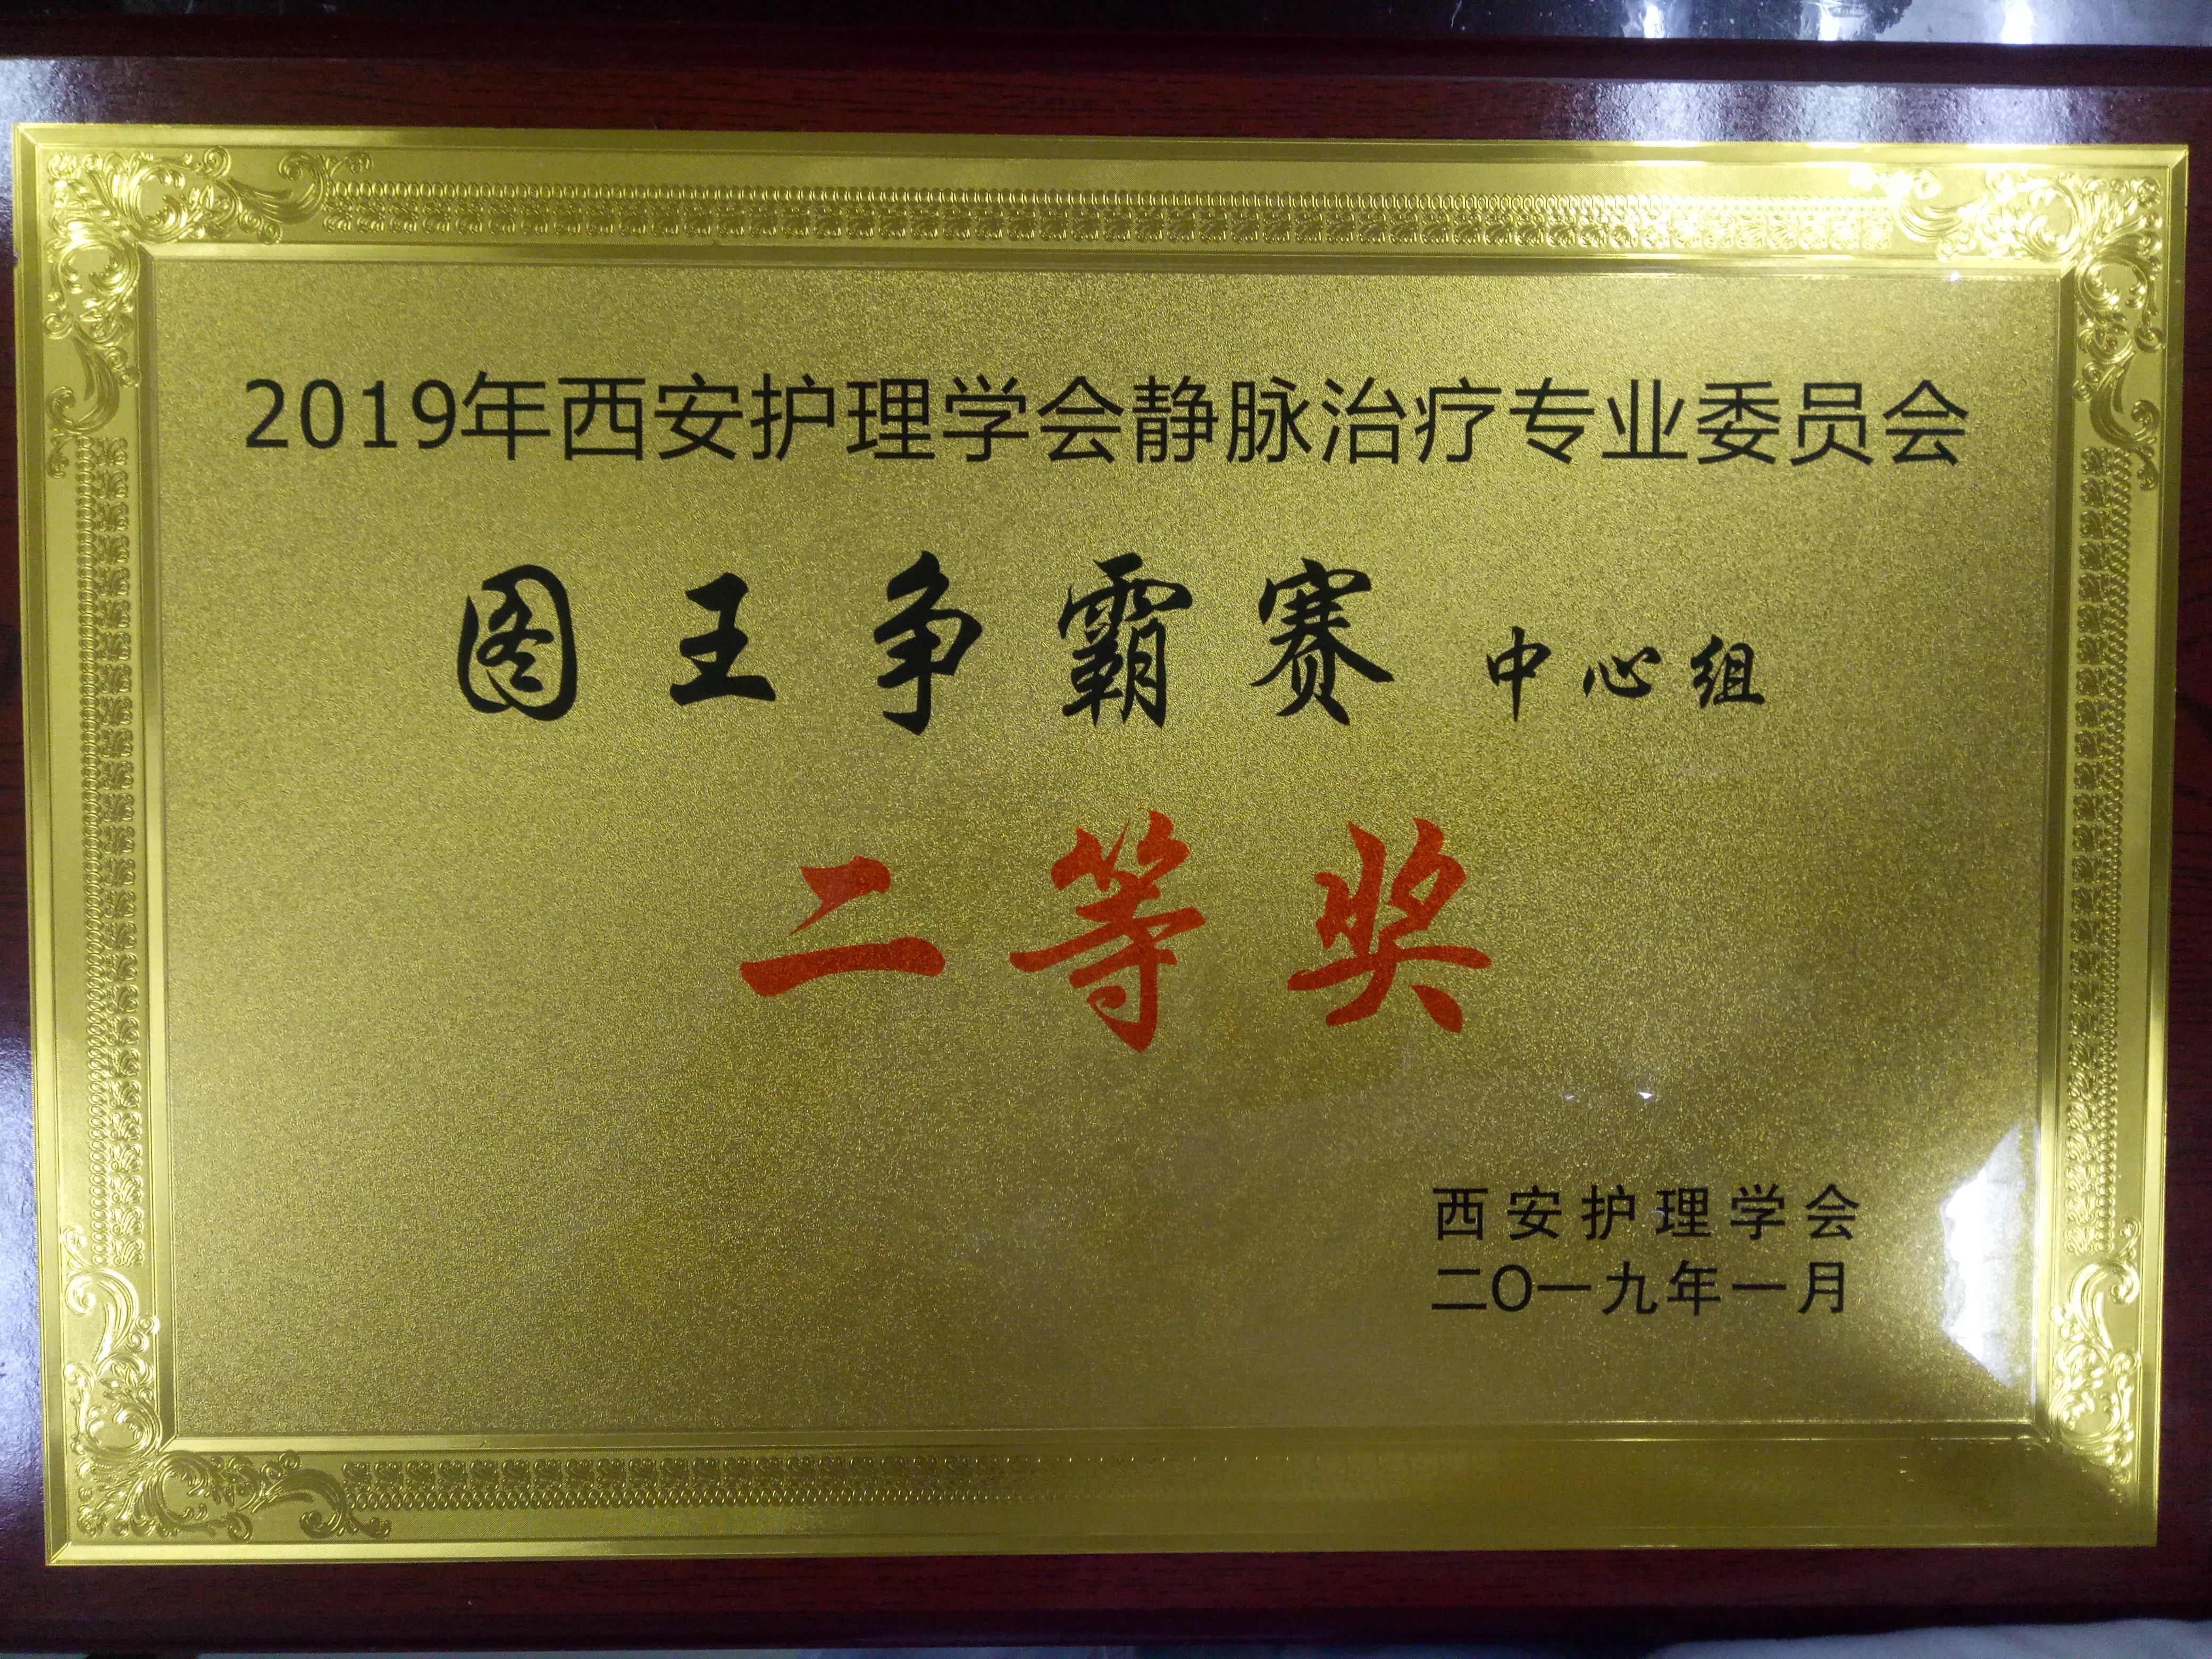 2019年西安护理学会静脉治疗专业委员会
图王争霸赛 中心组
二等奖
西安护理学会
二〇一九年一月